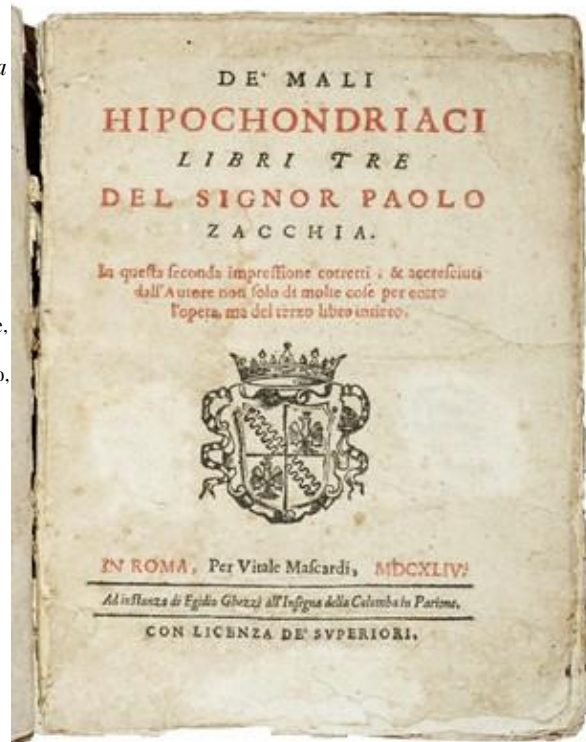 a
DE' MALI
HIPOCHONDRIACI
LIBRI TRE
DEL SIGNOR PAOLO
ZACCHIA.
In questa seconda impressione corretti, & accresciuti
dall'Autore non solo di molte cose per entro
l'opera, ma del terzo libro intiero.
e,
o,
IN ROMA, Per Vitale Mascardi, MDCXLIV.
Ad instanza di Egidio Ghezzi all'Insegna della Colomba in Parione.
CON LICENZA DE' SVPERIORI.